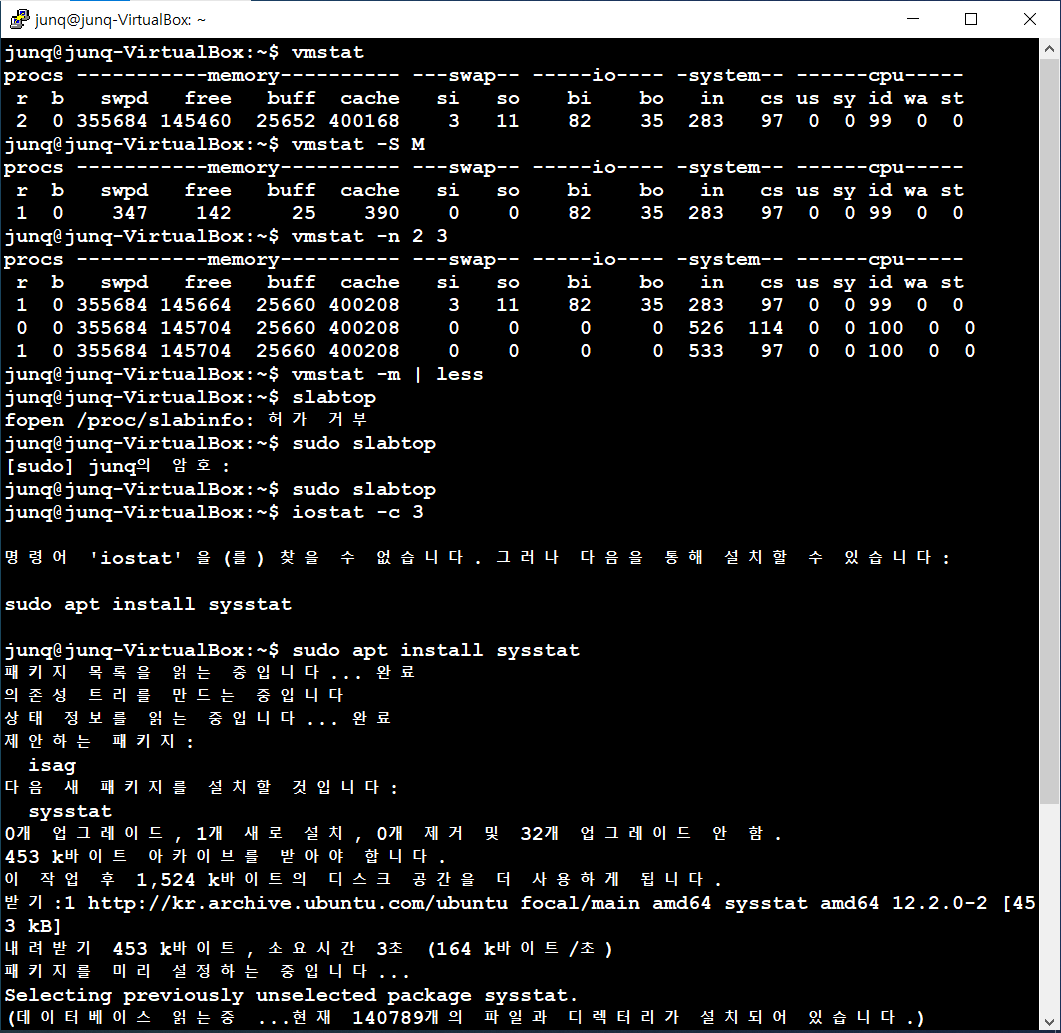 junq@junq-VirtualBox: ~
junq@junq-VirtualBox:~$ vmstat
procs -----------memory---------- ---swap-- -----io---- -system-- ------cpu-----
 r  b   swpd   free   buff  cache   si   so    bi    bo   in   cs us sy id wa st
 2  0 355684 145460  25652 400168    3   11    82    35  283   97  0  0 99  0  0
junq@junq-VirtualBox:~$ vmstat -S M
procs -----------memory---------- ---swap-- -----io---- -system-- ------cpu-----
 r  b   swpd   free   buff  cache   si   so    bi    bo   in   cs us sy id wa st
 1  0    347    142     25    390    0    0    82    35  283   97  0  0 99  0  0
junq@junq-VirtualBox:~$ vmstat -n 2 3
procs -----------memory---------- ---swap-- -----io---- -system-- ------cpu-----
 r  b   swpd   free   buff  cache   si   so    bi    bo   in   cs us sy id wa st
 1  0 355684 145664  25660 400208    3   11    82    35  283   97  0  0 99  0  0
 0  0 355684 145704  25660 400208    0    0     0     0  526  114  0  0 100  0  0
 1  0 355684 145704  25660 400208    0    0     0     0  533   97  0  0 100  0  0
junq@junq-VirtualBox:~$ vmstat -m | less
junq@junq-VirtualBox:~$ slabtop
fopen /proc/slabinfo: 허가 거부
junq@junq-VirtualBox:~$ sudo slabtop
[sudo] junq의 암호:
junq@junq-VirtualBox:~$ sudo slabtop
junq@junq-VirtualBox:~$ iostat -c 3
명령어 'iostat' 을(를) 찾을 수 없습니다. 그러나 다음을 통해 설치할 수 있습니다:
sudo apt install sysstat
junq@junq-VirtualBox:~$ sudo apt install sysstat
패키지 목록을 읽는 중입니다... 완료
의존성 트리를 만드는 중입니다
상태 정보를 읽는 중입니다... 완료
제안하는 패키지:
  isag
다음 새 패키지를 설치할 것입니다:
  sysstat
0개 업그레이드, 1개 새로 설치, 0개 제거 및 32개 업그레이드 안 함.
453 k바이트 아카이브를 받아야 합니다.
이 작업 후 1,524 k바이트의 디스크 공간을 더 사용하게 됩니다.
받기:1 http://kr.archive.ubuntu.com/ubuntu focal/main amd64 sysstat amd64 12.2.0-2 [45
3 kB]
내려받기 453 k바이트, 소요시간 3초 (164 k바이트/초)
패키지를 미리 설정하는 중입니다...
Selecting previously unselected package sysstat.
(데이터베이스 읽는중 ...현재 140789개의 파일과 디렉터리가 설치되어 있습니다.)